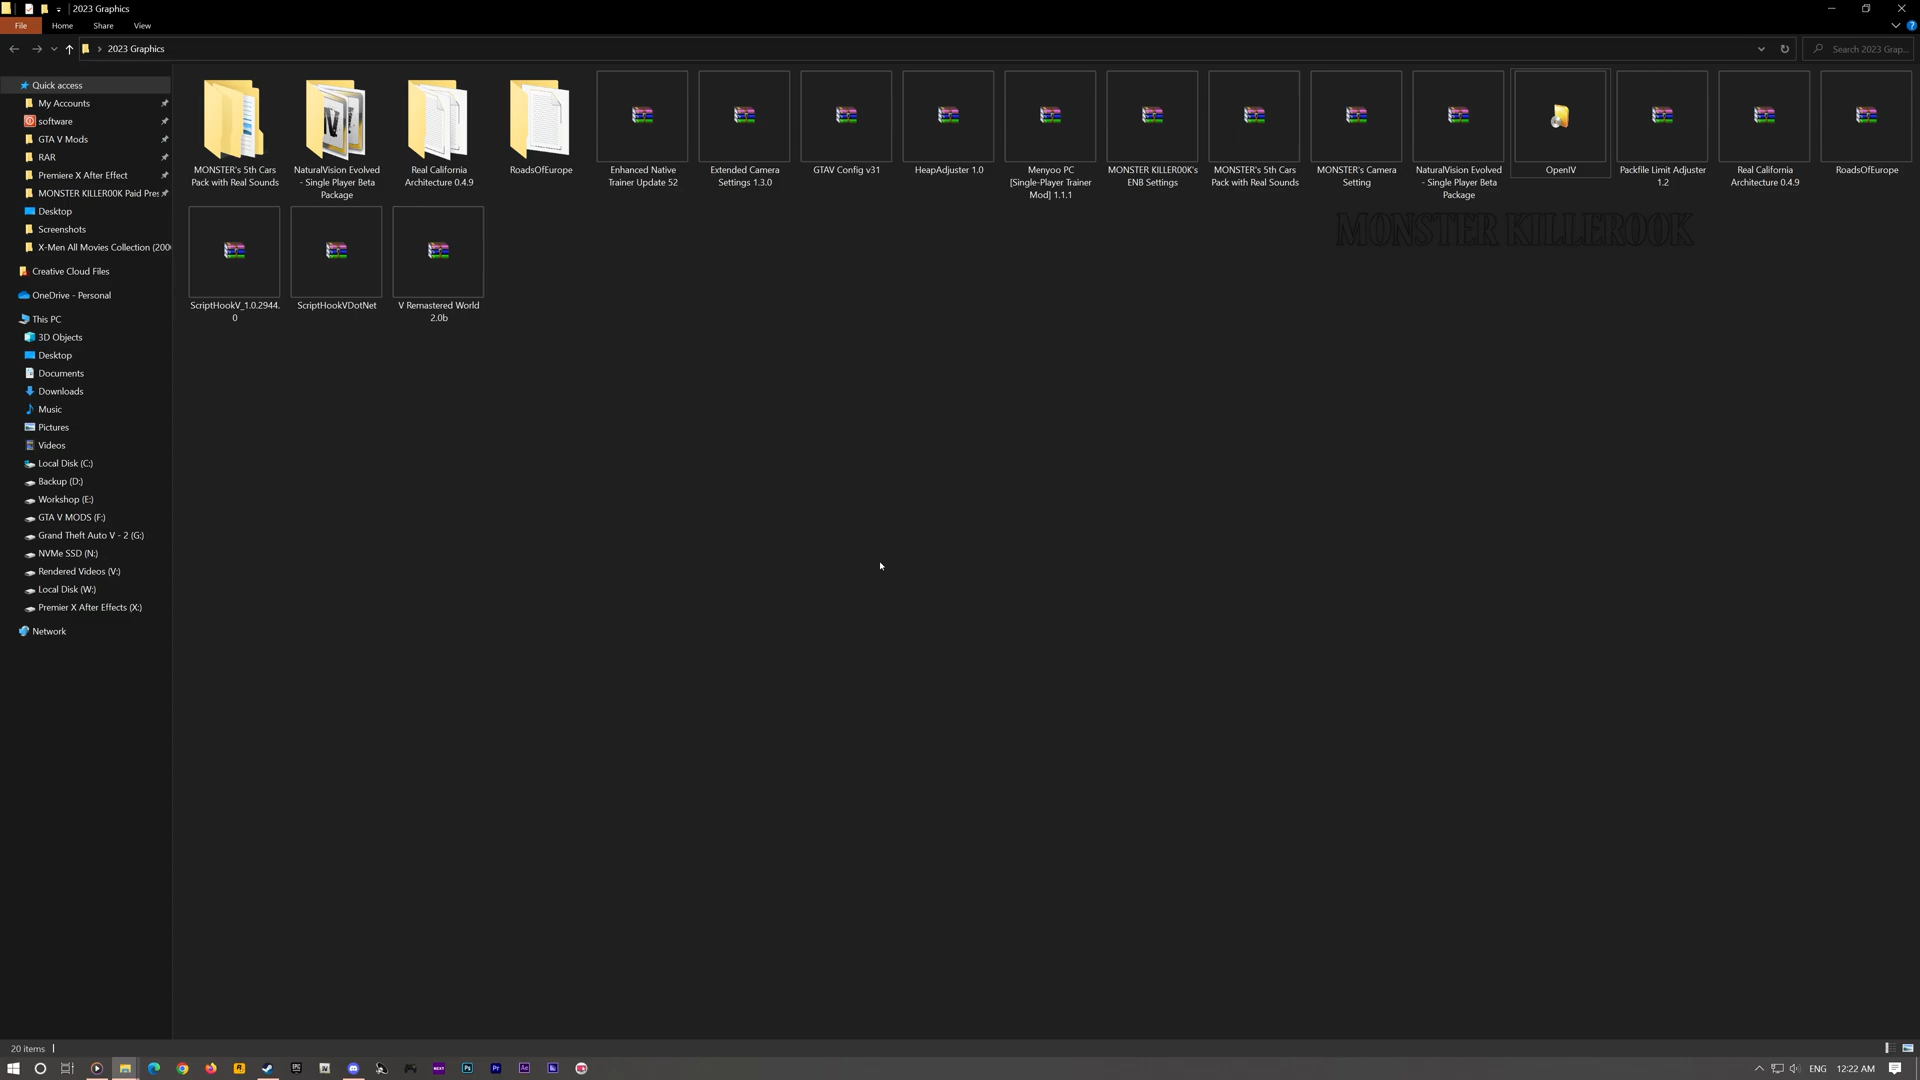 2023 Graphics
File
Home
Share
View
2023 Graphics
Search 2023 Grap...
Quick access
My Accounts
software
GTA V Mods
RAR
Premiere X After Effect
MONSTER KILLER00K Paid Pres
Desktop
Screenshots
X-Men All Movies Collection (200
Creative Cloud Files
OneDrive - Personal
This PC
3D Objects
Desktop
Documents
Downloads
Music
Pictures
Videos
Local Disk (C:)
Backup (D:)
Workshop (E:)
GTA V MODS (F:)
Grand Theft Auto V - 2 (G:)
NVMe SSD (N:)
Rendered Videos (V:)
Local Disk (W:)
Premier X After Effects (X:)
Network
MONSTER's 5th Cars
Pack with Real Sounds
NaturalVision Evolved
- Single Player Beta
Package
Real California
Architecture 0.4.9
RoadsOfEurope
Enhanced Native
Trainer Update 52
Extended Camera
Settings 1.3.0
GTAV Config v31
HeapAdjuster 1.0
Menyoo PC
[Single-Player Trainer
Mod] 1.1.1
MONSTER KILLER00K's
ENB Settings
MONSTER's 5th Cars
Pack with Real Sounds
MONSTER's Camera
Setting
NaturalVision Evolved
- Single Player Beta
Package
OpenIV
Packfile Limit Adjuster
1.2
Real California
Architecture 0.4.9
RoadsOfEurope
MONSTER KILLEROOK
ScriptHookV_1.0.2944.
0
ScriptHookVDotNet
V Remastered World
2.0b
20 items
ENG
12:22 AM